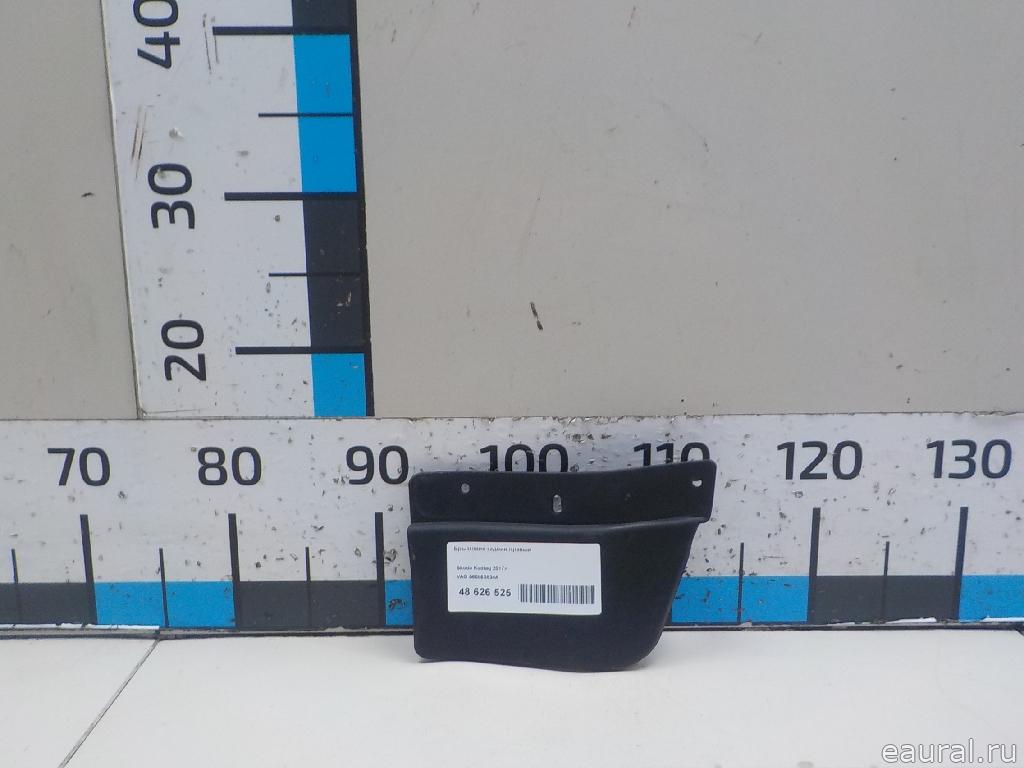 40
30
20
70 80 90 100 110 120 130
Брызговик задний правый
Skoda Kodiaq 2017>
VAG
48 626 525
eaural.ru